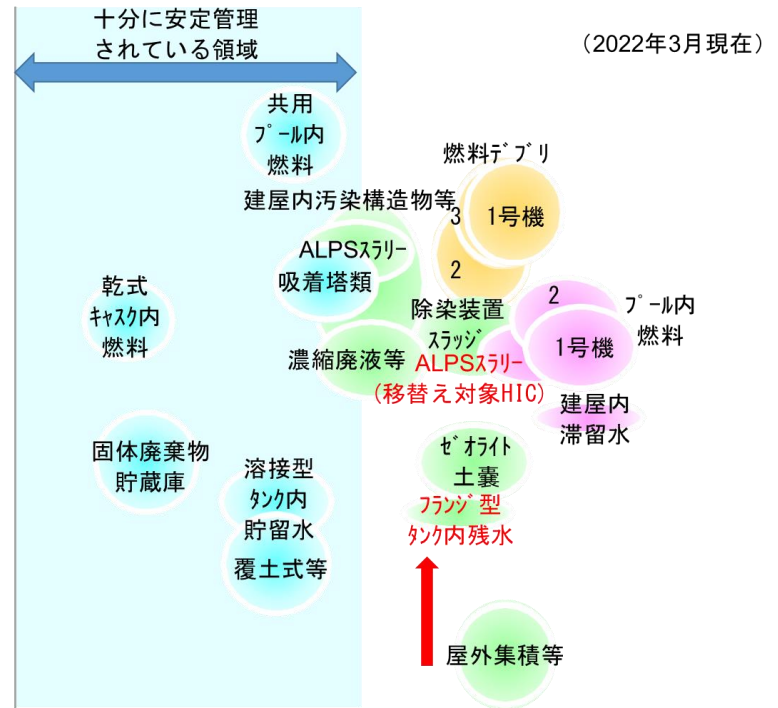 十分に安定管理
されている領域
（2022年3月現在）
共用
ﾌﾟｰﾙ内
燃料
燃料ﾃﾞﾌﾞﾘ
建屋内汚染構造物等
3
1号機
2
ALPSｽﾗﾘｰ
吸着塔類
乾式
ｷｬｽｸ内
燃料
除染装置
ｽﾗｯｼﾞ
2
ﾌﾟｰﾙ内
燃料
1号機
濃縮廃液等
ALPSｽﾗﾘｰ
(移替え対象HIC)
建屋内
滞留水
固体廃棄物
貯蔵庫
溶接型
ﾀﾝｸ内
貯留水
ｾﾞｵﾗｲﾄ
土嚢
ﾌﾗﾝｼﾞ型
ﾀﾝｸ内残水
覆土式等
屋外集積等